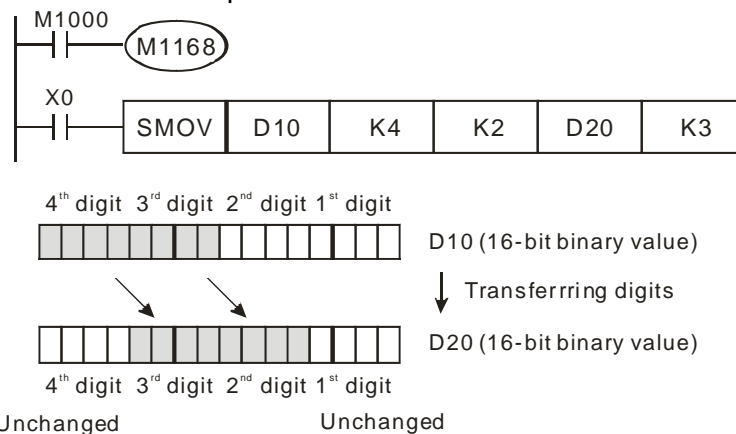 M1000
M1168
X0
SMOV D10 K4 K2 D20 K3
4th digit 3rd digit 2nd digit 1st digit
D10 (16-bit binary value)
Transferrring digits
D20 (16-bit binary value)
4th digit 3rd digit 2nd digit 1st digit
Unchanged Unchanged